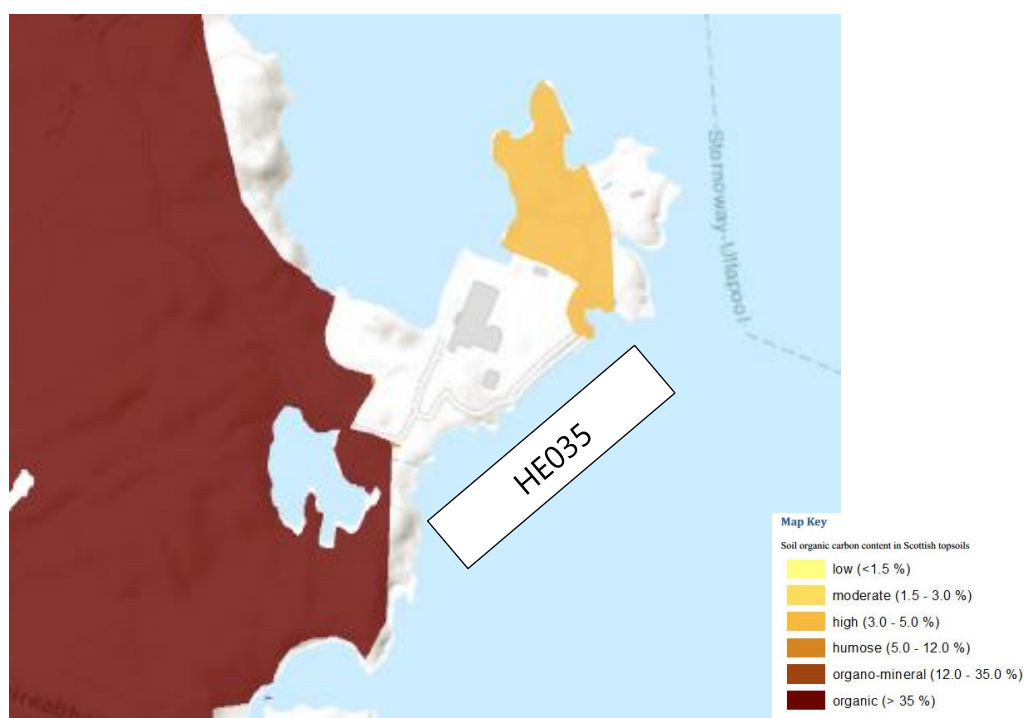 Stornoway-Ullapool
HE035
Map Key
Soil organic carbon content in Scottish topsoils
low (<1.5 %)
moderate (1.5 - 3.0 %)
high (3.0 - 5.0 %)
humose (5.0 - 12.0 %)
organo-mineral (12.0 - 35.0 %)
organic (> 35 %)